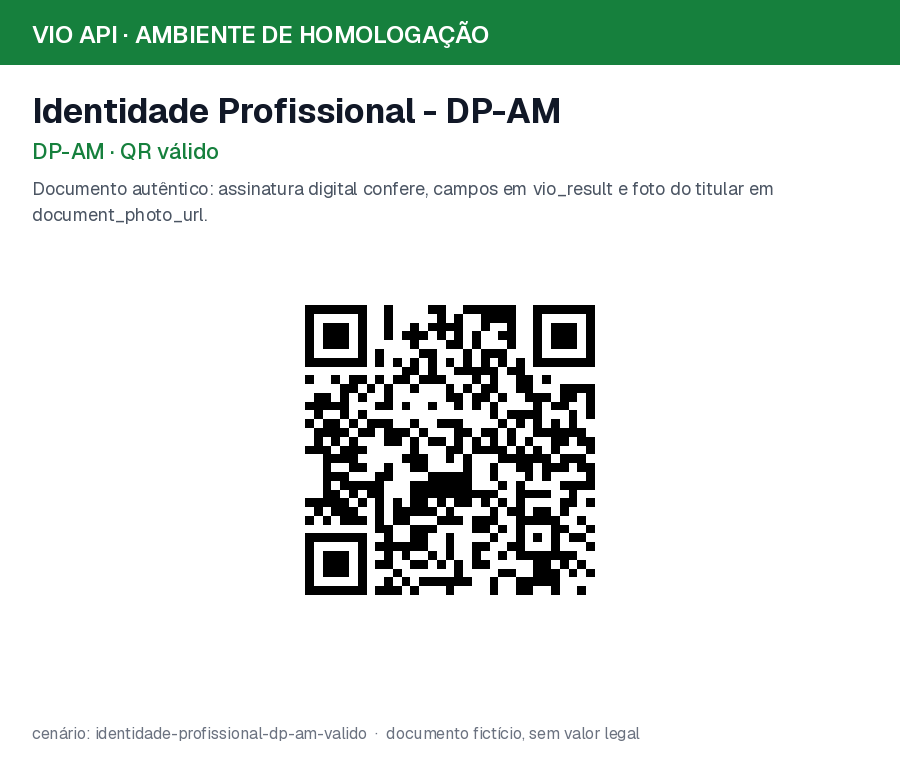 VIO API · AMBIENTE DE HOMOLOGAÇÃO
Identidade Profissional - DP-AM
DP-AM · QR válido
Documento autêntico: assinatura digital confere, campos em vio_result e foto do titular em
document_photo_url.
cenário: identidade-profissional-dp-am-valido · documento fictício, sem valor legal